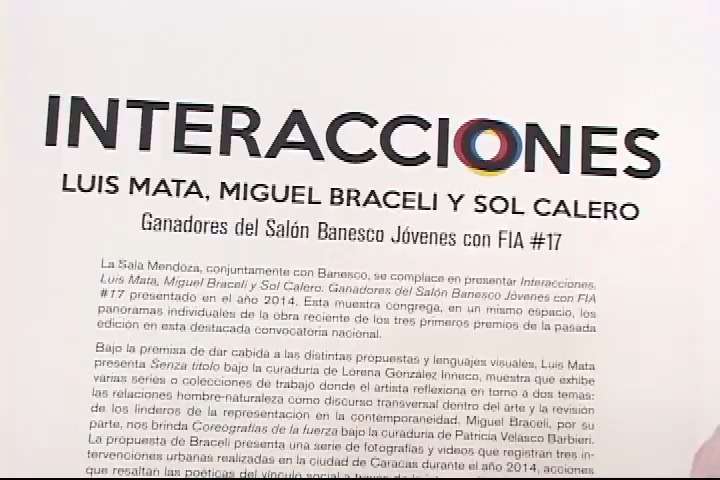 INTERACCIONES
LUIS MATA, MIGUEL BRACELI Y SOL CALERO
Ganadores del Salón Banesco Jóvenes con FIA #17
La Sala Mendoza, conjuntamente con Banesco, se complace en presentar Interacciones.
Luis Mata, Miguel Braceli y Sol Calero. Ganadores del Salón Banesco Jóvenes con FIA
#17 presentado en el año 2014. Esta muestra congrega, en un mismo espacio, los
panoramas individuales de la obra reciente de los tres primeros premios de la pasada
edición en esta destacada convocatoria nacional.
Bajo la premisa de dar cabida a las distintas propuestas y lenguajes visuales, Luis Mata
presenta Senza titolo bajo la curaduría de Lorena González Inneco, muestra que exhibe
varias series o colecciones de trabajo donde el artista reflexiona en torno a dos temas:
las relaciones hombre-naturaleza como discurso transversal dentro del arte y la revisión
de los linderos de la representación en la contemporaneidad. Miguel Braceli, por su
parte, nos brinda Coreografías de la fuerza bajo la curaduría de Patricia Velasco Barbieri.
La propuesta de Braceli presenta una serie de fotografías y videos que registran tres in-
tervenciones urbanas realizadas en la ciudad de Caracas durante el año 2014, acciones
que resaltan las poéticas del vínculo social a